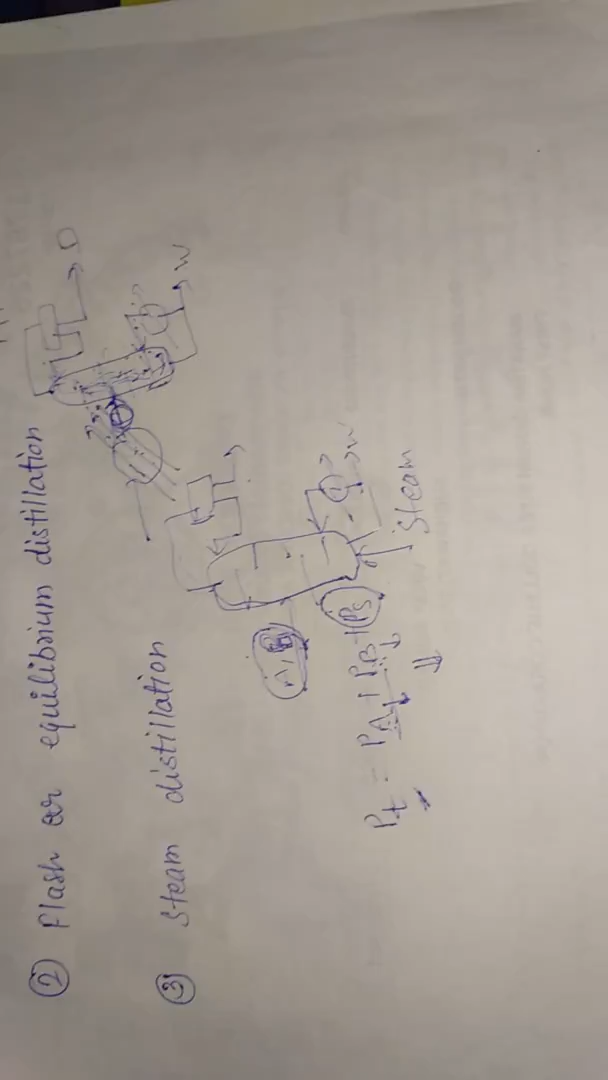 ② Flash or equilibrium distillation
D
W
③ Steam distillation
A, B
W
Steam
Pt = PA + PB + Ps